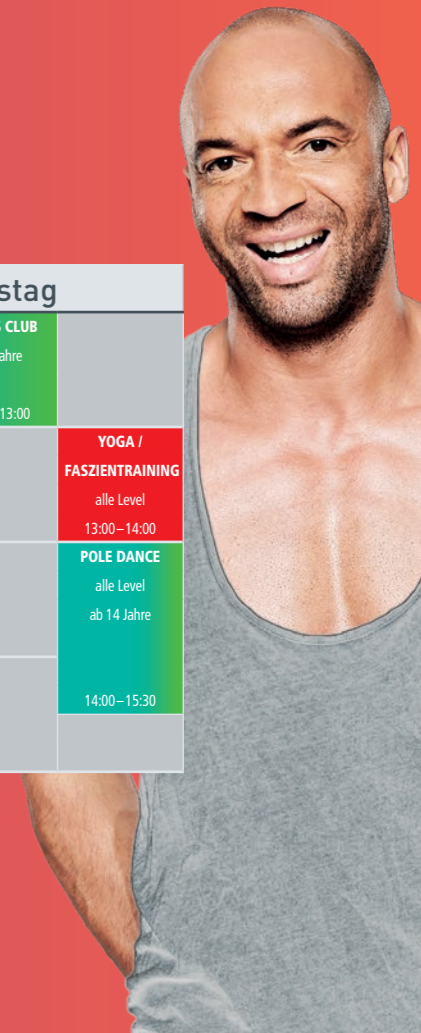 stag
S CLUB
ahre
13:00
YOGA /
FASZIENTRAINING
alle Level
13:00–14:00
POLE DANCE
alle Level
ab 14 Jahre
14:00–15:30